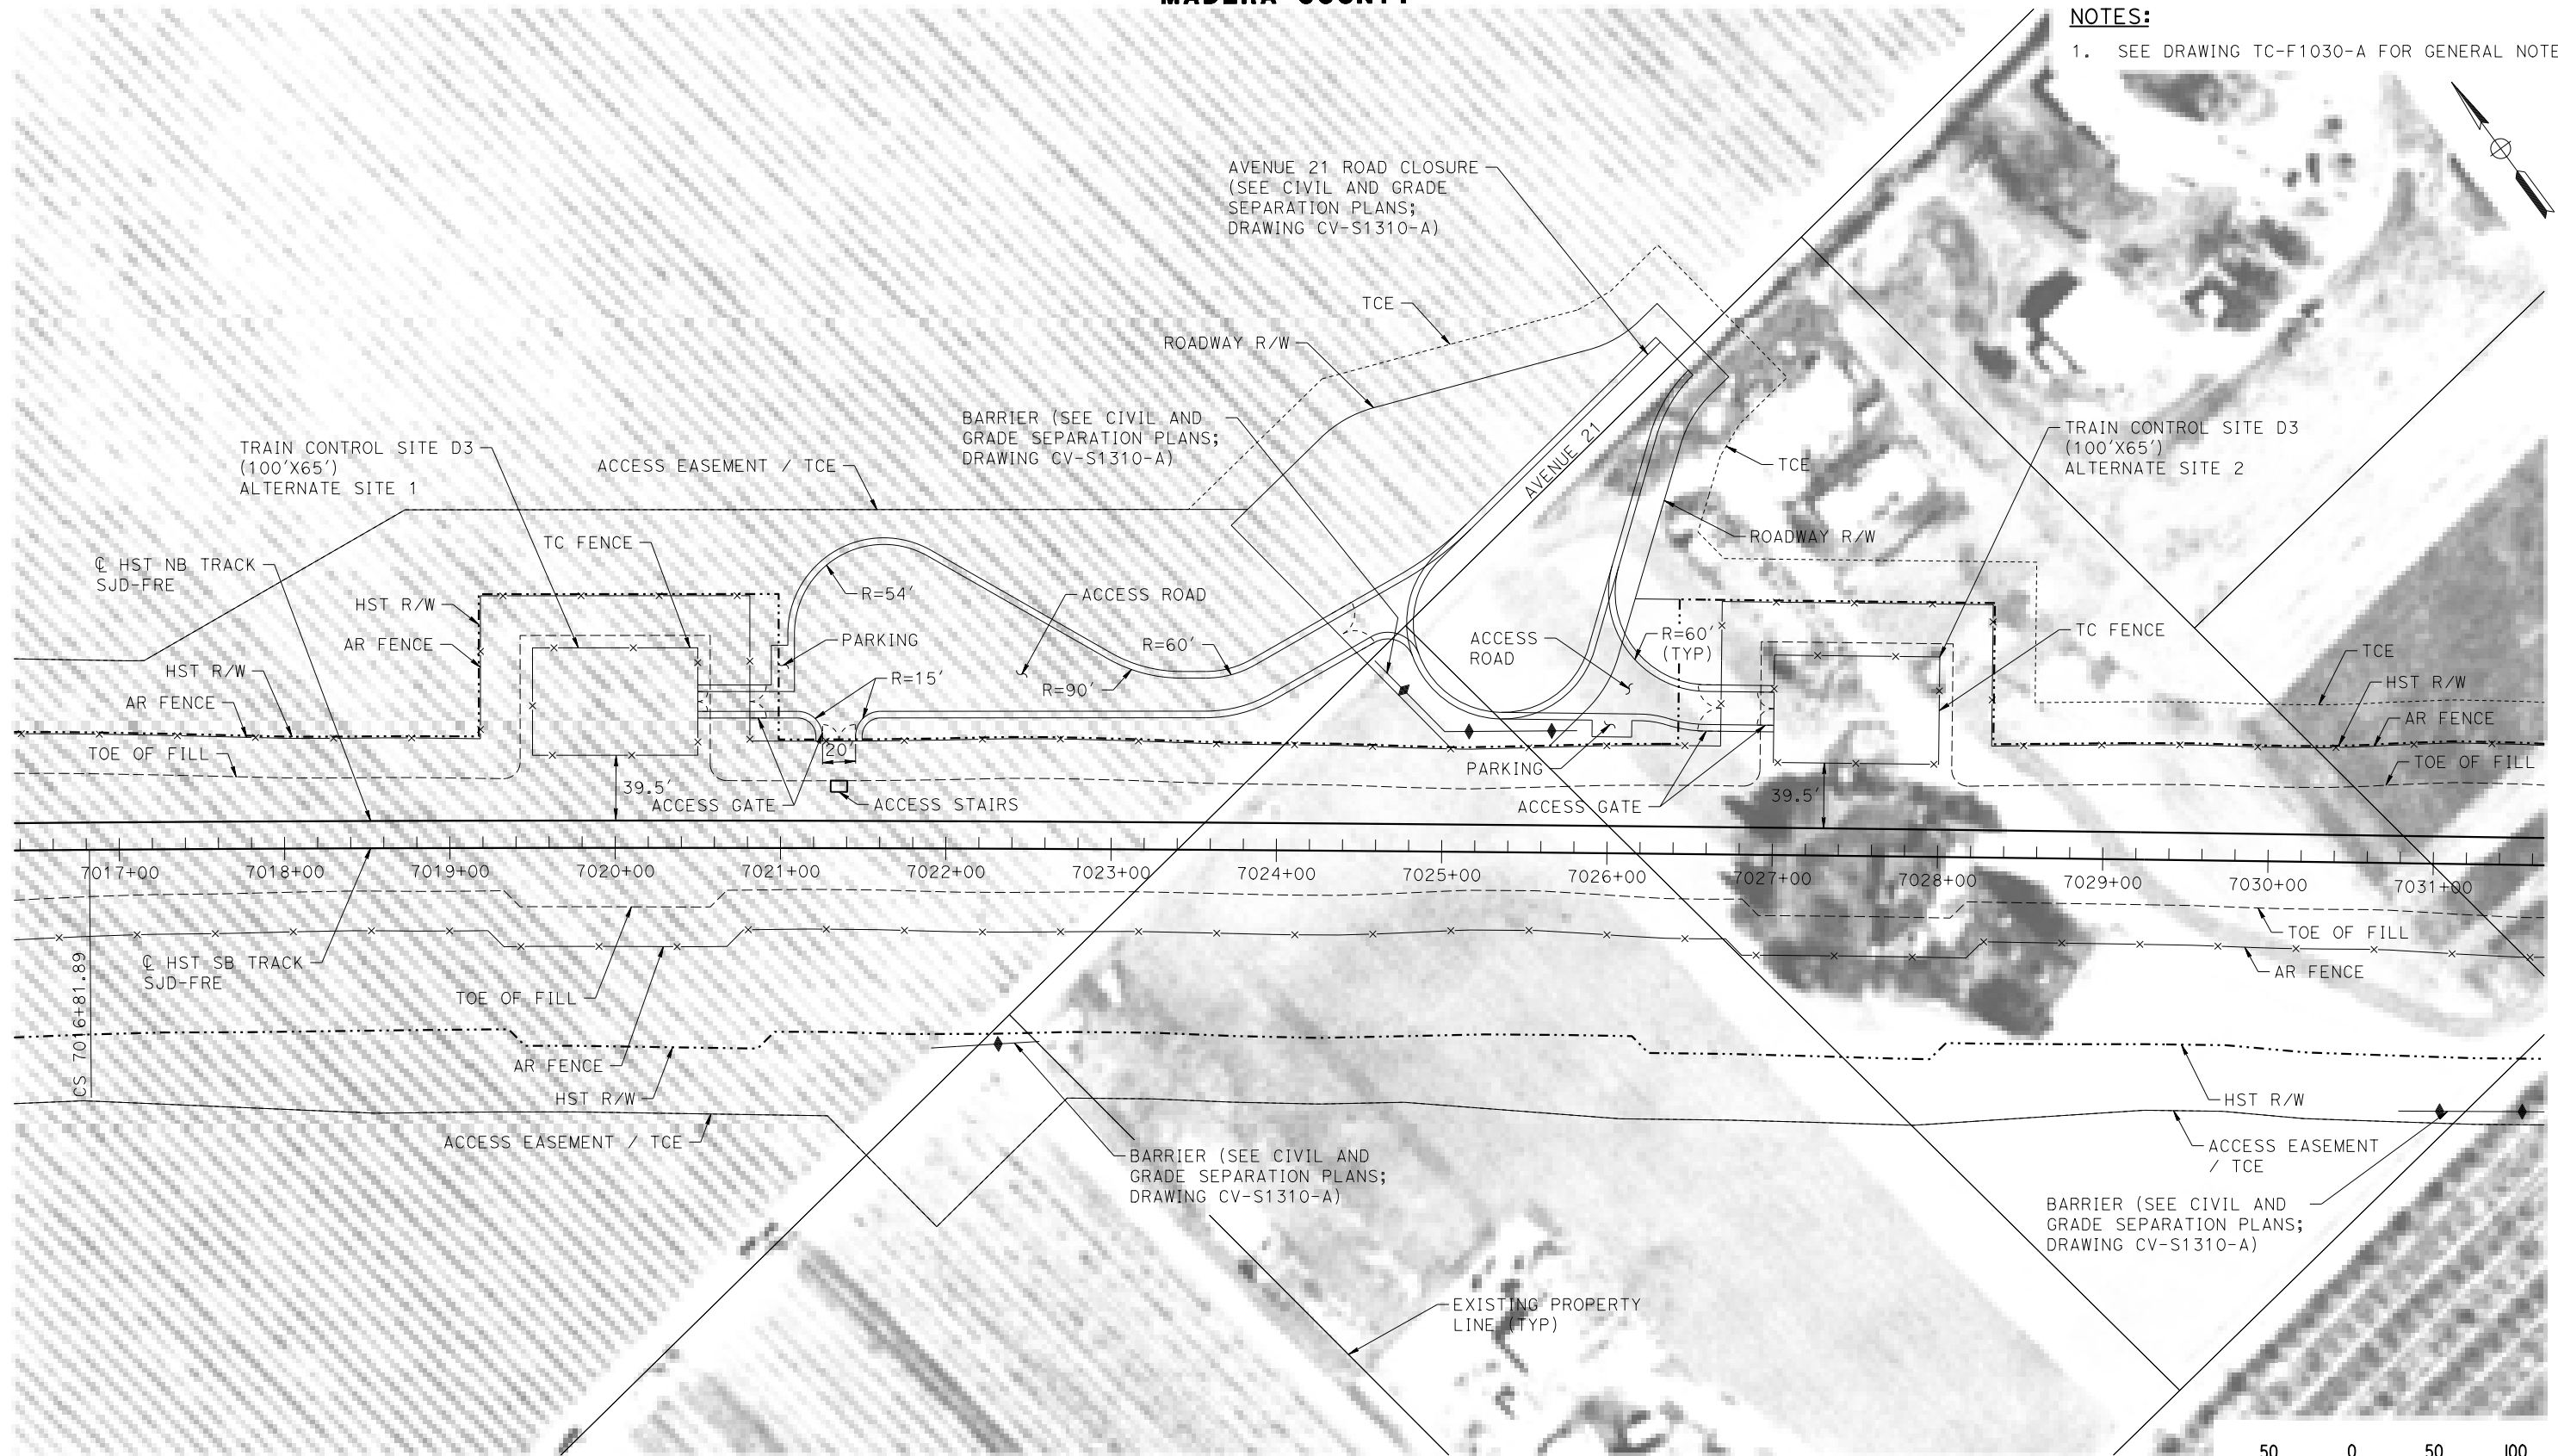 MADERA COUNTY
NOTES:
1. SEE DRAWING TC-F1030-A FOR GENERAL NOTE
AVENUE 21 ROAD CLOSURE
(SEE CIVIL AND GRADE
SEPARATION PLANS;
DRAWING CV-S1310-A)
TCE
ROADWAY R/W
BARRIER (SEE CIVIL AND
GRADE SEPARATION PLANS;
DRAWING CV-S1310-A)
TRAIN CONTROL SITE D3
(100'X65')
ALTERNATE SITE 1
ACCESS EASEMENT / TCE
AVENUE 21
TCE
TRAIN CONTROL SITE D3
(100'X65')
ALTERNATE SITE 2
ROADWAY R/W
TC FENCE
℄ HST NB TRACK
SJD-FRE
HST R/W
AR FENCE
HST R/W
AR FENCE
TOE OF FILL
R=54'
ACCESS ROAD
PARKING
R=60'
R=15'
R=90'
20'
39.5'
ACCESS GATE
ACCESS STAIRS
ACCESS
ROAD
R=60'
(TYP)
PARKING
ACCESS GATE
39.5'
TC FENCE
TCE
HST R/W
AR FENCE
TOE OF FILL
7017+00
7018+00
7019+00
7020+00
7021+00
7022+00
7023+00
7024+00
7025+00
7026+00
7027+00
7028+00
7029+00
7030+00
7031+00
CS 7016+81.89
℄ HST SB TRACK
SJD-FRE
TOE OF FILL
AR FENCE
HST R/W
ACCESS EASEMENT / TCE
TOE OF FILL
AR FENCE
HST R/W
ACCESS EASEMENT
/ TCE
BARRIER (SEE CIVIL AND
GRADE SEPARATION PLANS;
DRAWING CV-S1310-A)
BARRIER (SEE CIVIL AND
GRADE SEPARATION PLANS;
DRAWING CV-S1310-A)
EXISTING PROPERTY
LINE (TYP)
50 0 50 100